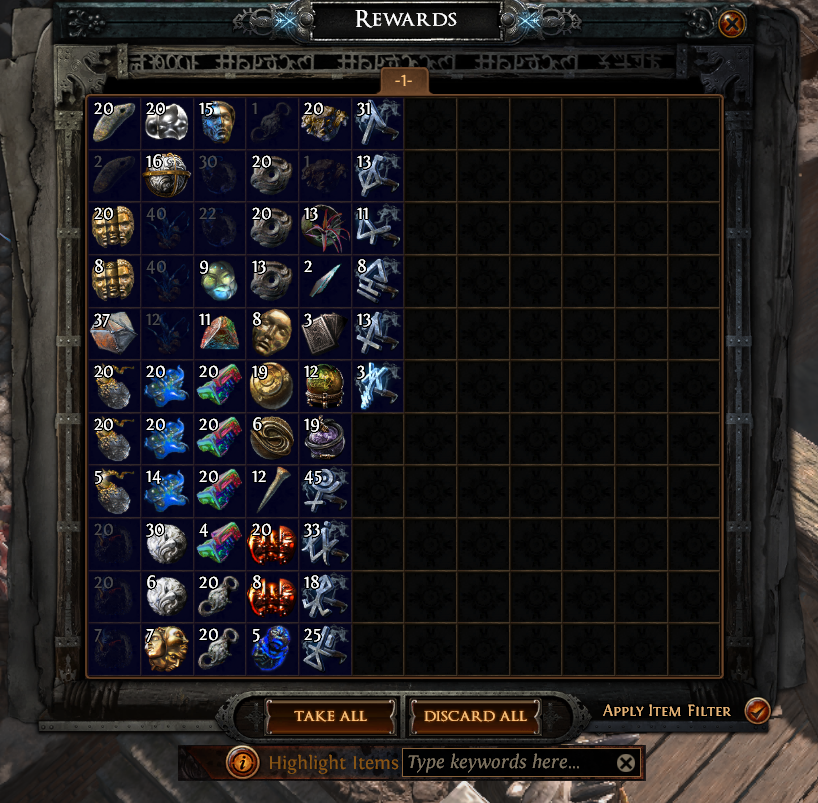 Rewards
-1-
20 20 15 1 20 31
2 16 30 20 1 13
20 40 22 20 13 11
8 40 9 13 2 8
37 12 11 8 3 13
20 20 20 19 12 3
20 20 20 6 19
5 14 20 12 45
20 30 4 20 33
20 6 20 8 18
7 7 20 5 25
TAKE ALL DISCARD ALL Apply Item Filter
Highlight Items Type keywords here...